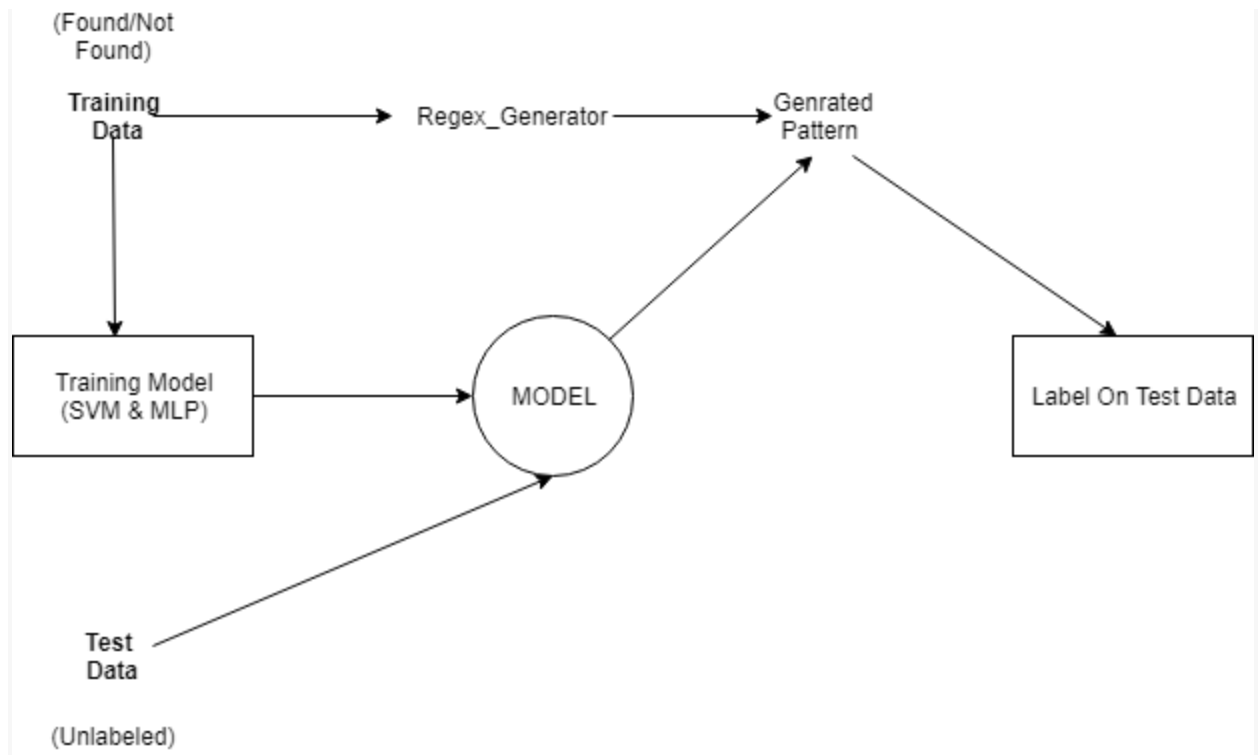 (Found/Not
Found)
Training
Data
Regex_Generator
Genrated
Pattern
Training Model
(SVM & MLP)
MODEL
Label On Test Data
Test
Data
(Unlabeled)